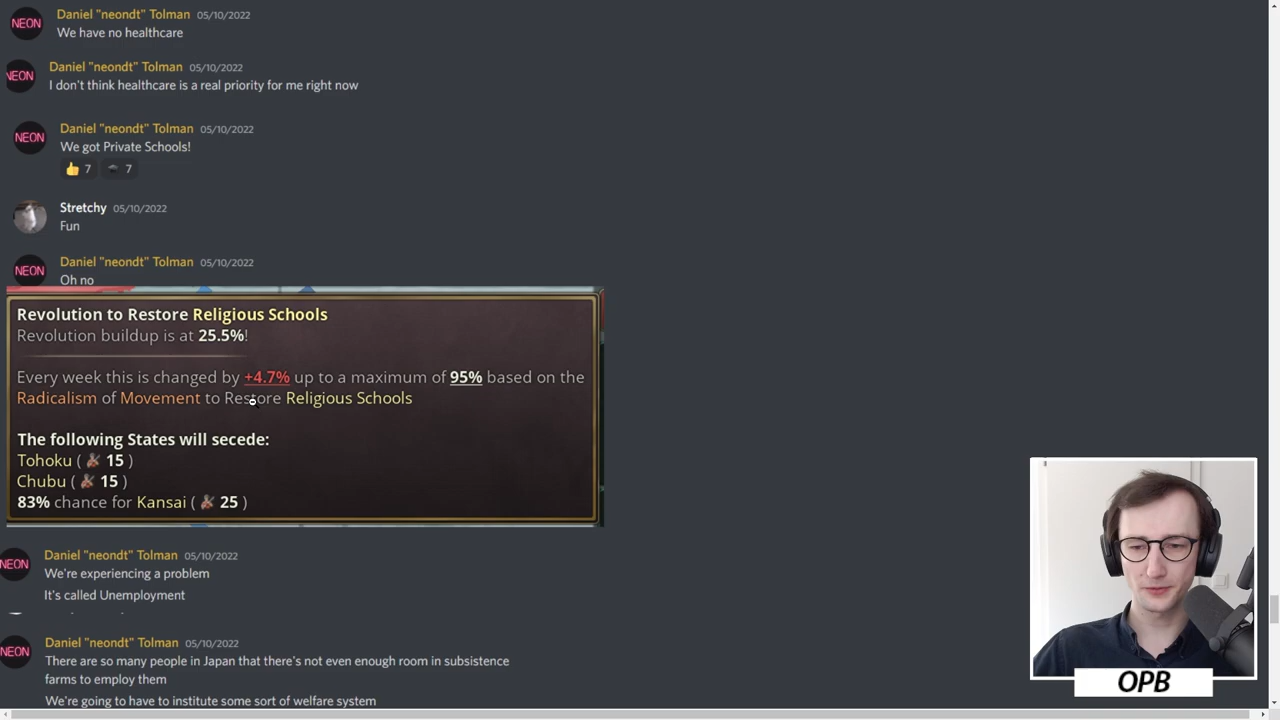 NEON
Daniel "neondt" Tolman 05/10/2022
We have no healthcare
NEON
Daniel "neondt" Tolman 05/10/2022
I don't think healthcare is a real priority for me right now
NEON
Daniel "neondt" Tolman 05/10/2022
We got Private Schools!
👍 7 7
Stretchy 05/10/2022
Fun
NEON
Daniel "neondt" Tolman 05/10/2022
Oh no
Revolution to Restore Religious Schools
Revolution buildup is at 25.5%!
Every week this is changed by +4.7% up to a maximum of 95% based on the
Radicalism of Movement to Restore Religious Schools
The following States will secede:
Tohoku ( 15 )
Chubu ( 15 )
83% chance for Kansai ( 25 )
NEON
Daniel "neondt" Tolman 05/10/2022
We're experiencing a problem
It's called Unemployment
NEON
Daniel "neondt" Tolman 05/10/2022
There are so many people in Japan that there's not even enough room in subsistence
farms to employ them
We're going to have to institute some sort of welfare system
OPB